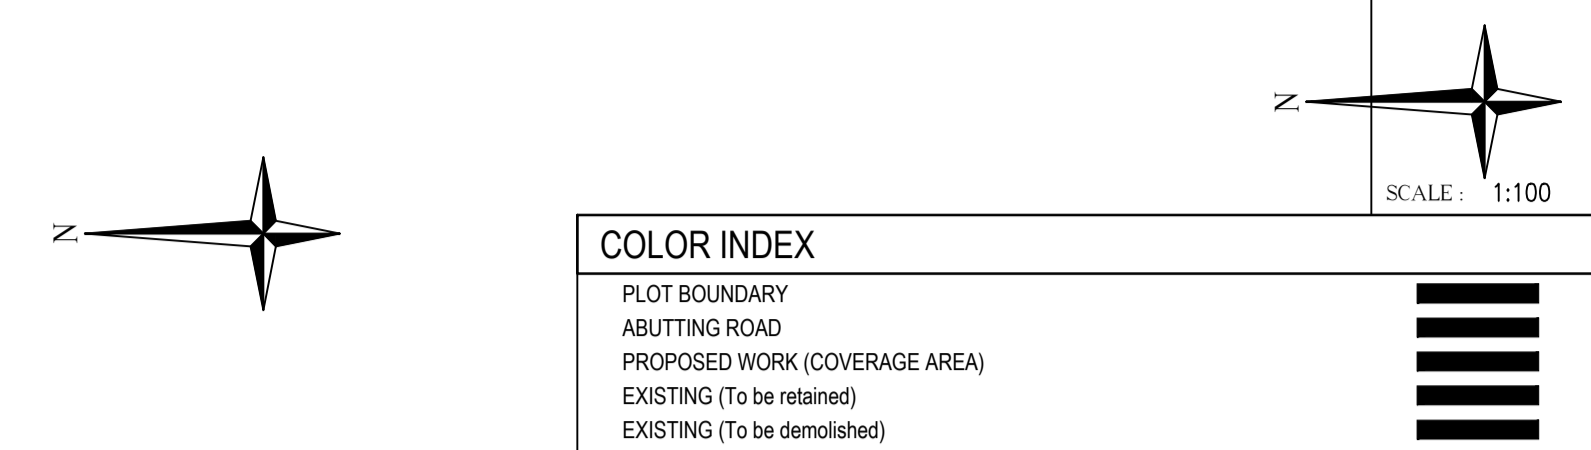 N
SCALE : 1:100
N
COLOR INDEX
PLOT BOUNDARY
ABUTTING ROAD
PROPOSED WORK (COVERAGE AREA)
EXISTING (To be retained)
EXISTING (To be demolished)